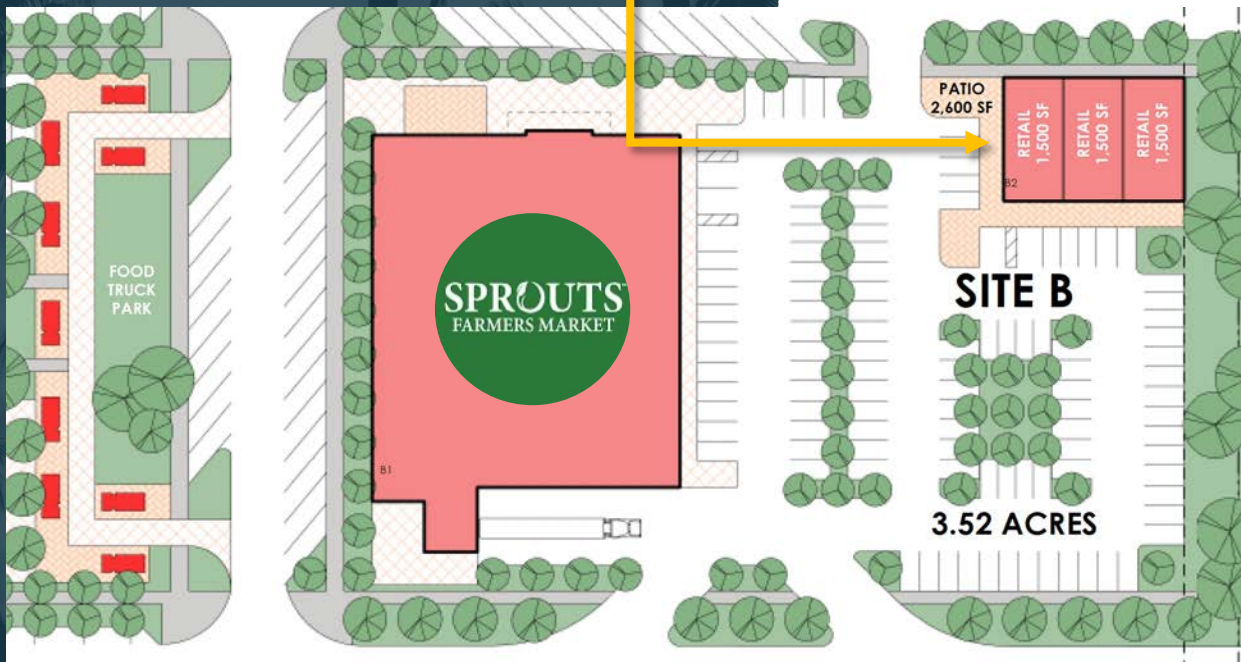 PATIO
2,600 SF
RETAIL
1,500 SF
RETAIL
1,500 SF
RETAIL
1,500 SF
B2
FOOD
TRUCK
PARK
SPROUTS
FARMERS MARKET
SITE B
B1
3.52 ACRES